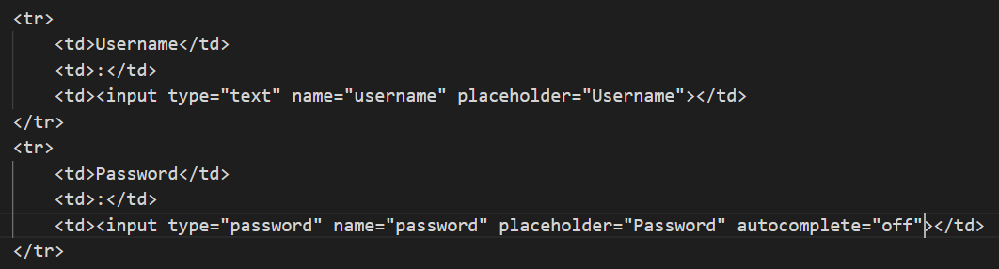 <tr>
    <td>Username</td>
    <td>:</td>
    <td><input type="text" name="username" placeholder="Username"></td>
</tr>
<tr>
    <td>Password</td>
    <td>:</td>
    <td><input type="password" name="password" placeholder="Password" autocomplete="off"></td>
</tr>